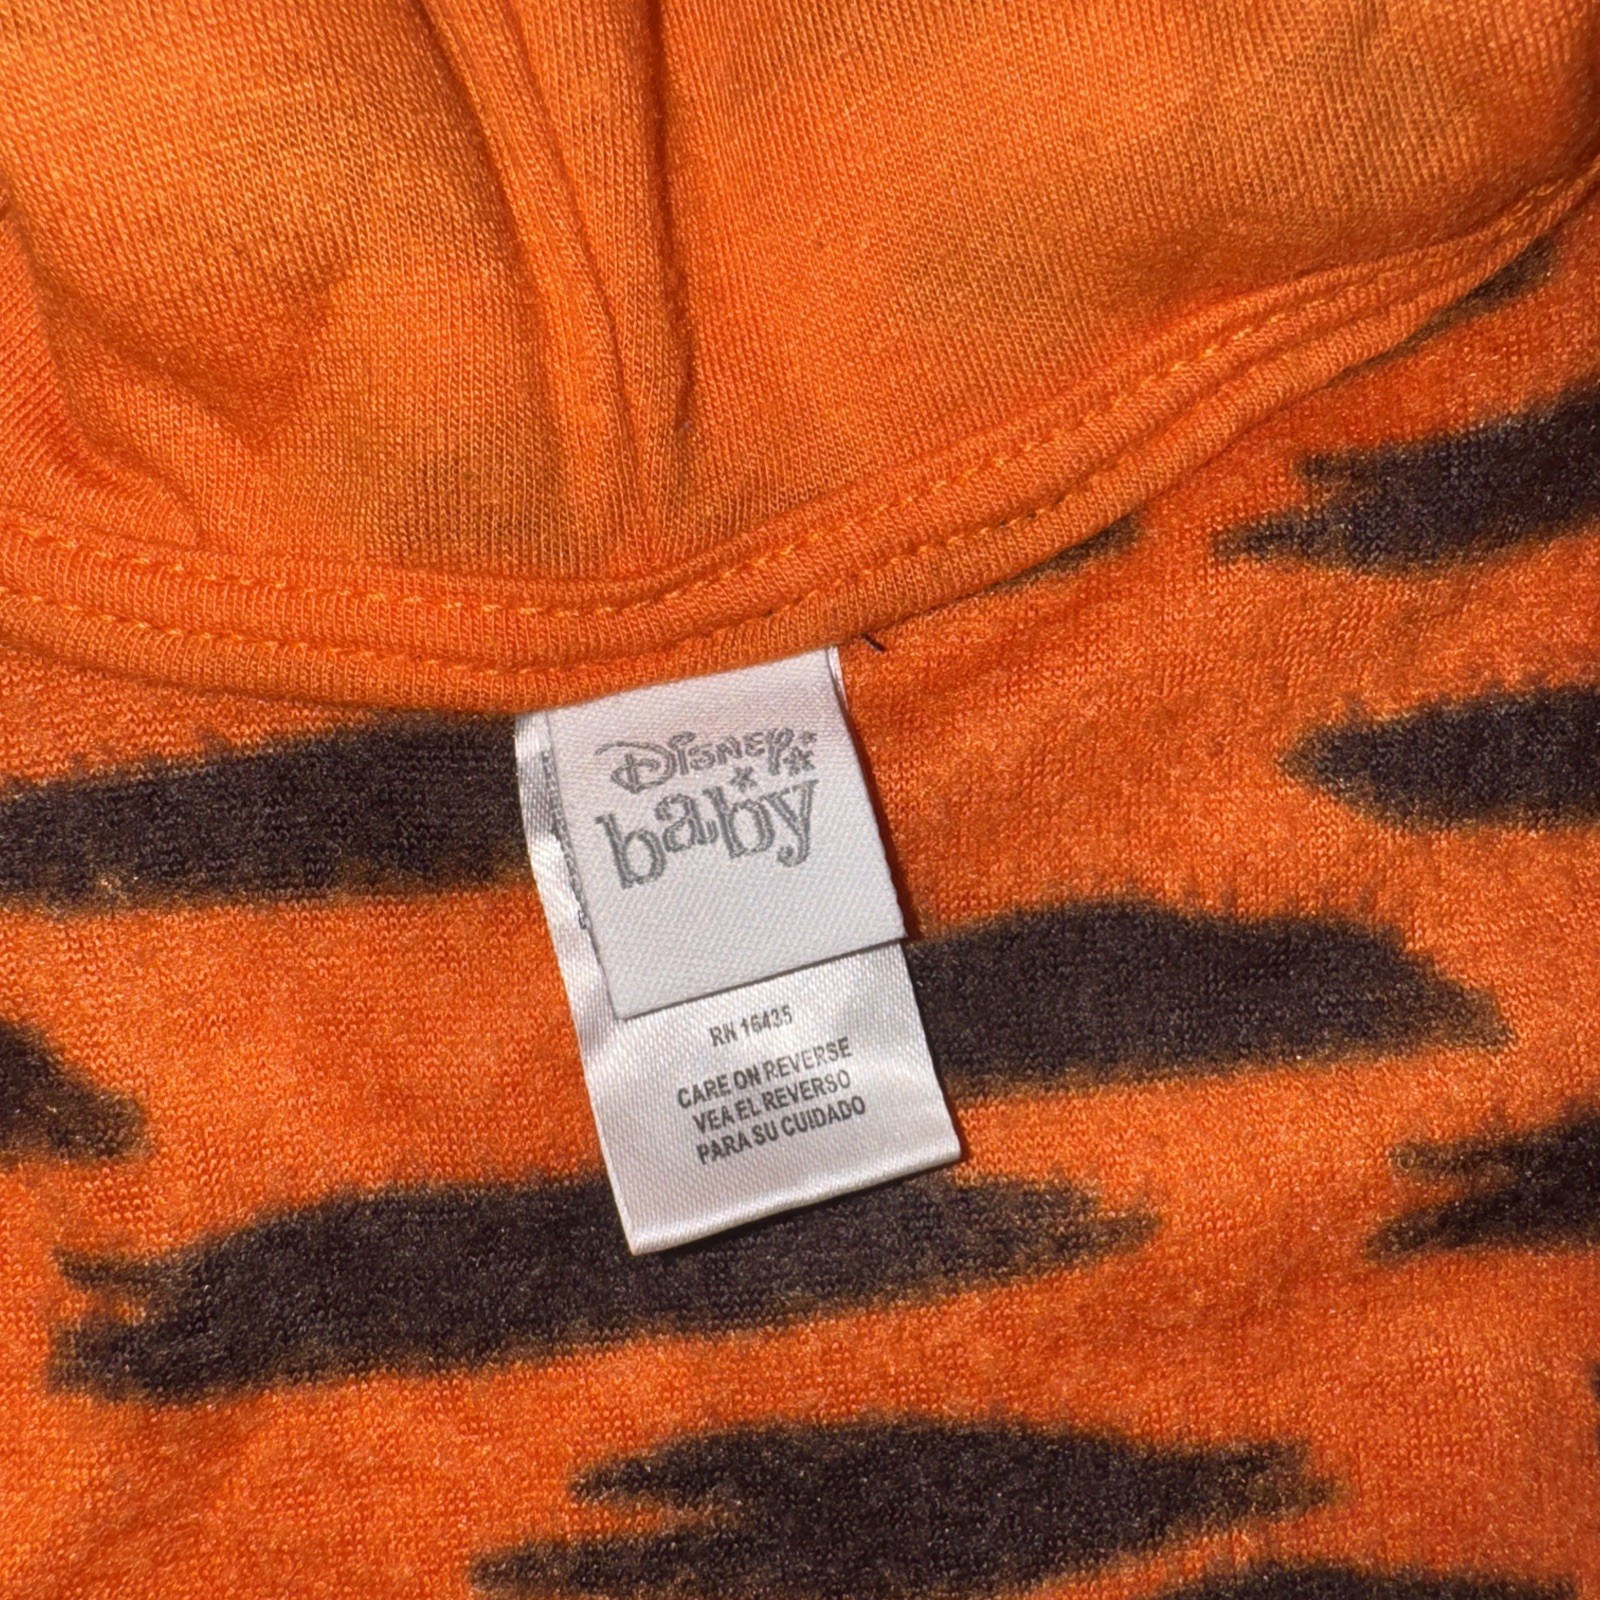 Disney
baby
RN 16435
CARE ON REVERSE
VEA EL REVERSO
PARA SU CUIDADO